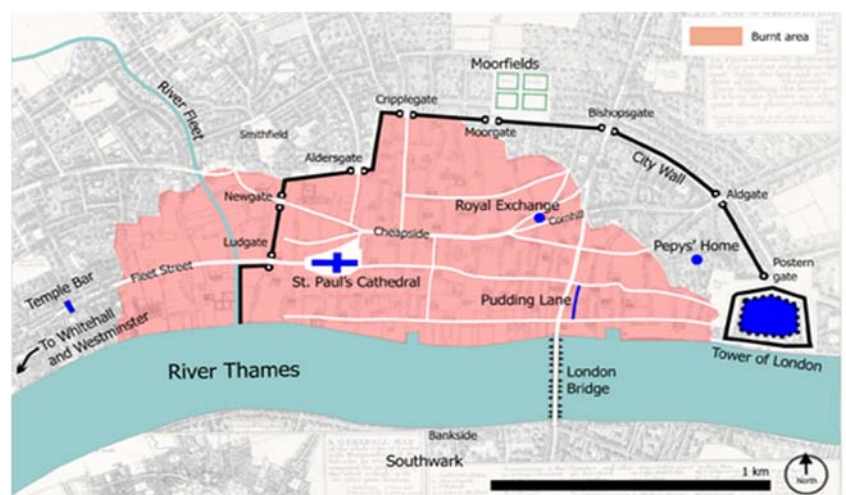 Burnt area
Moorfields
River Fleet
Cripplegate
Bishopsgate
Smithfield
Moorgate
Aldersgate
City Wall
Newgate
Royal Exchange
Aldgate
Cornhill
Cheapside
Ludgate
Pepys' Home
Fleet Street
St. Paul's Cathedral
Postern
gate
Temple Bar
Pudding Lane
To Whitehall
and Westminster
Tower of London
River Thames
London
Bridge
Bankside
Southwark
1 km
North